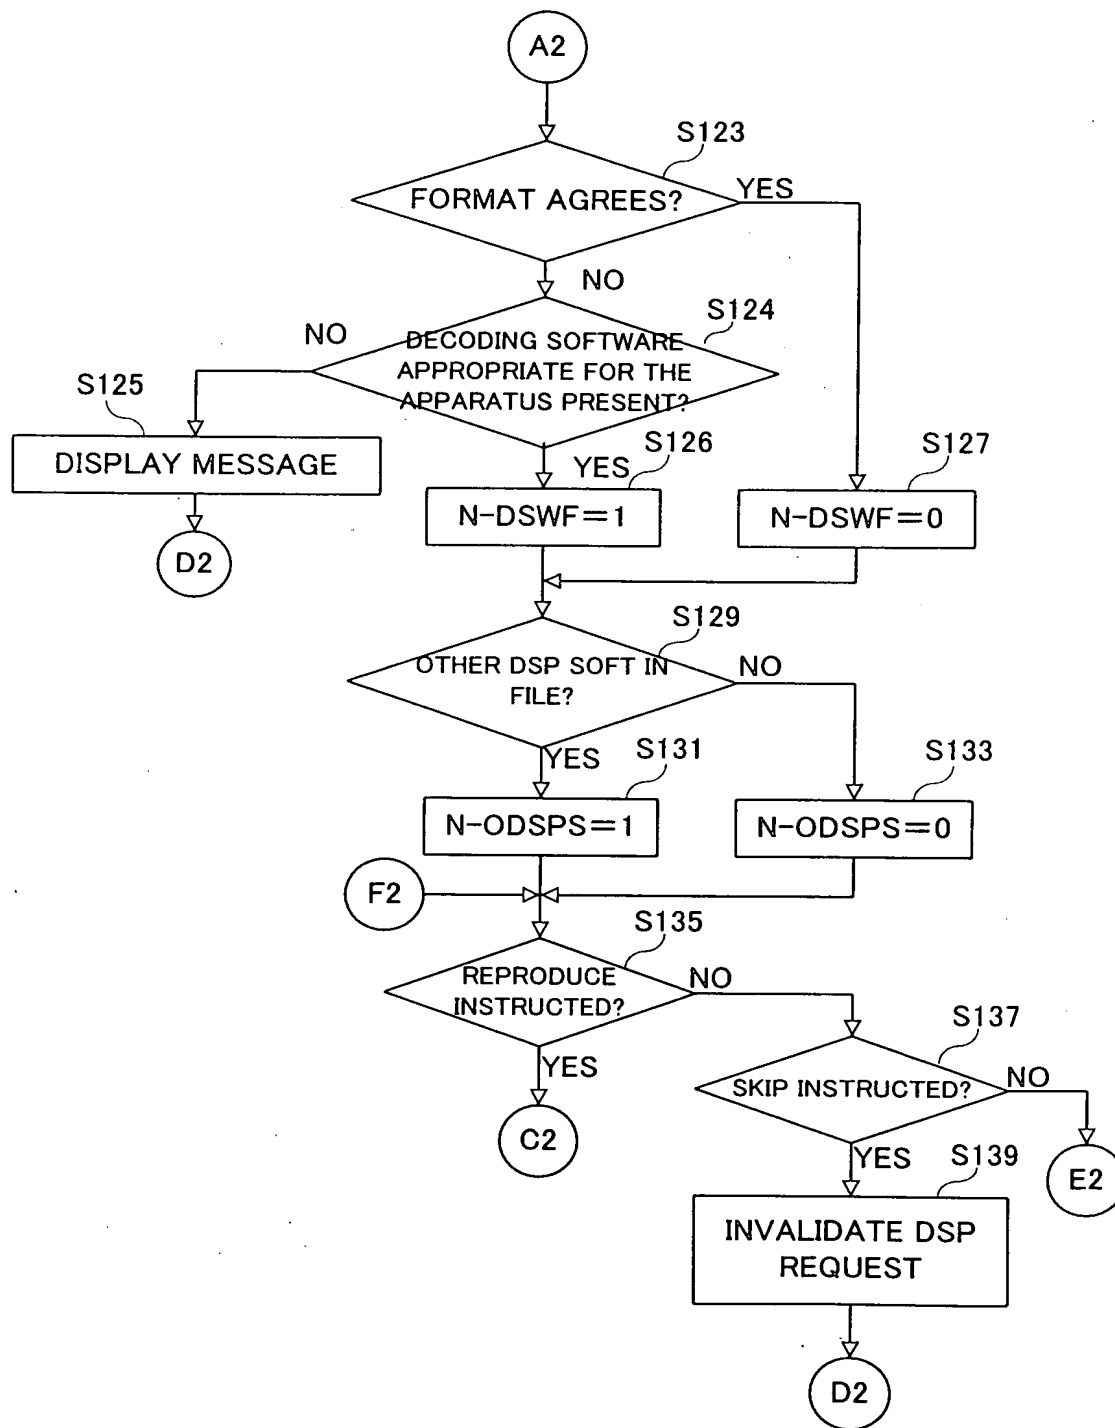 A2
S123
FORMAT AGREES?
YES
NO
S124
NO
DECODING SOFTWARE
APPROPRIATE FOR THE
APPARATUS PRESENT?
S125
DISPLAY MESSAGE
D2
YES
S126
N-DSWF=1
S127
N-DSWF=0
S129
OTHER DSP SOFT IN
FILE?
NO
YES
S131
N-ODSPS=1
S133
N-ODSPS=0
F2
S135
REPRODUCE
INSTRUCTED?
NO
YES
C2
S137
SKIP INSTRUCTED?
NO
E2
YES
S139
INVALIDATE DSP
REQUEST
D2